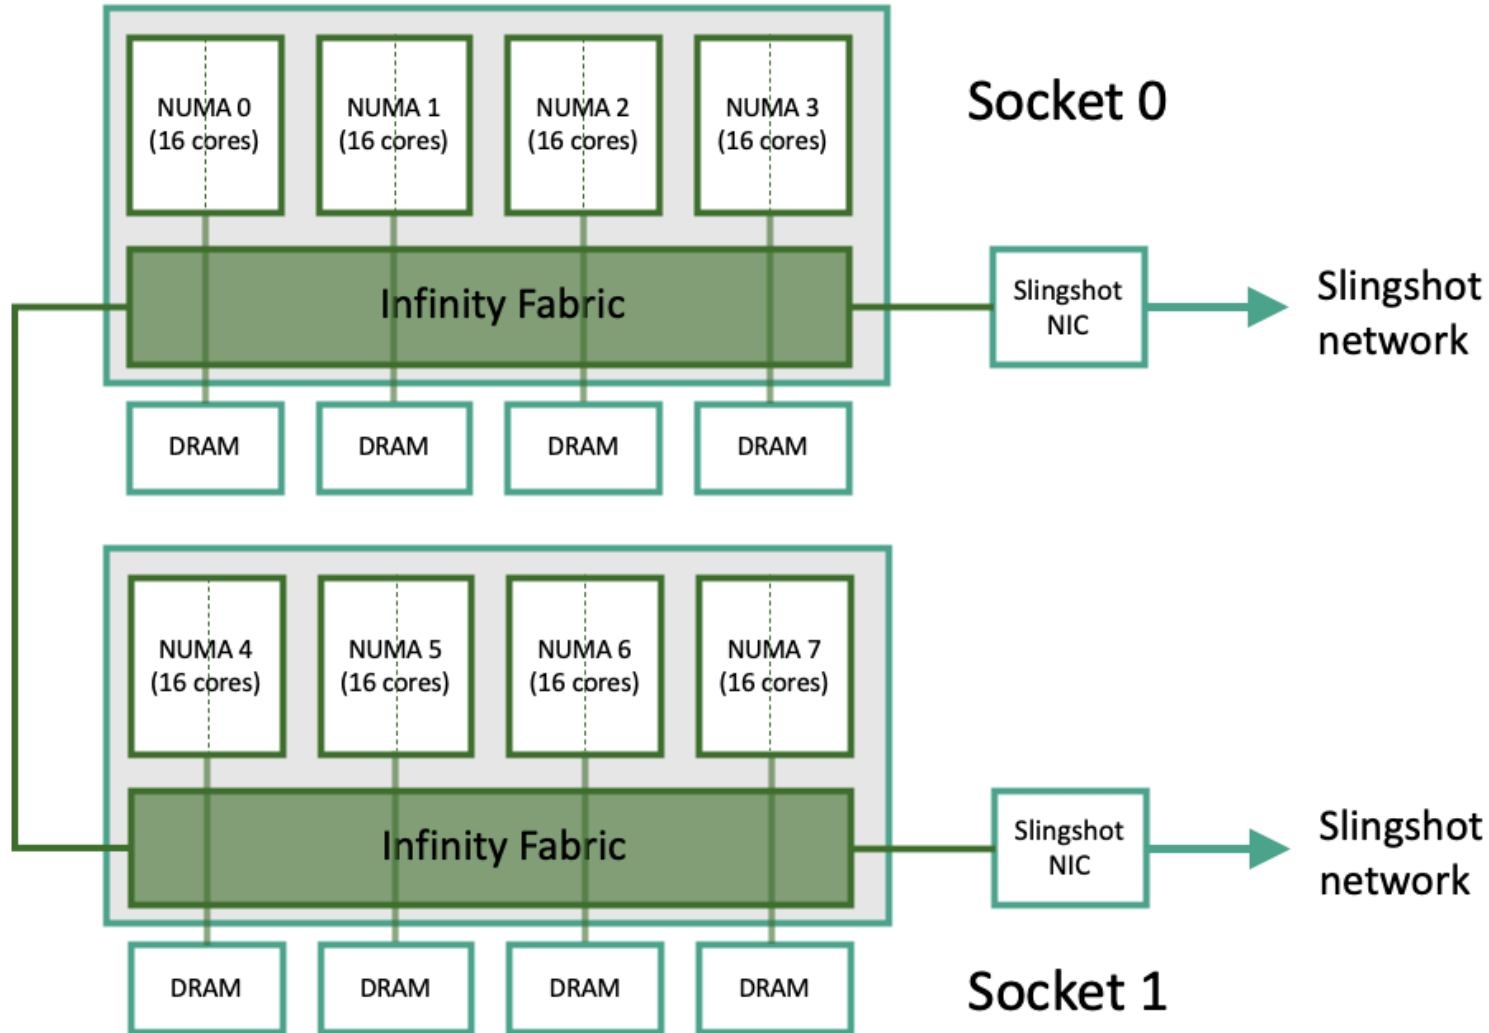 NUMA 0
(16 cores)
NUMA 1
(16 cores)
NUMA 2
(16 cores)
NUMA 3
(16 cores)
Socket 0
Infinity Fabric
Slingshot
NIC
Slingshot
network
DRAM
DRAM
DRAM
DRAM
NUMA 4
(16 cores)
NUMA 5
(16 cores)
NUMA 6
(16 cores)
NUMA 7
(16 cores)
Infinity Fabric
Slingshot
NIC
Slingshot
network
DRAM
DRAM
DRAM
DRAM
Socket 1